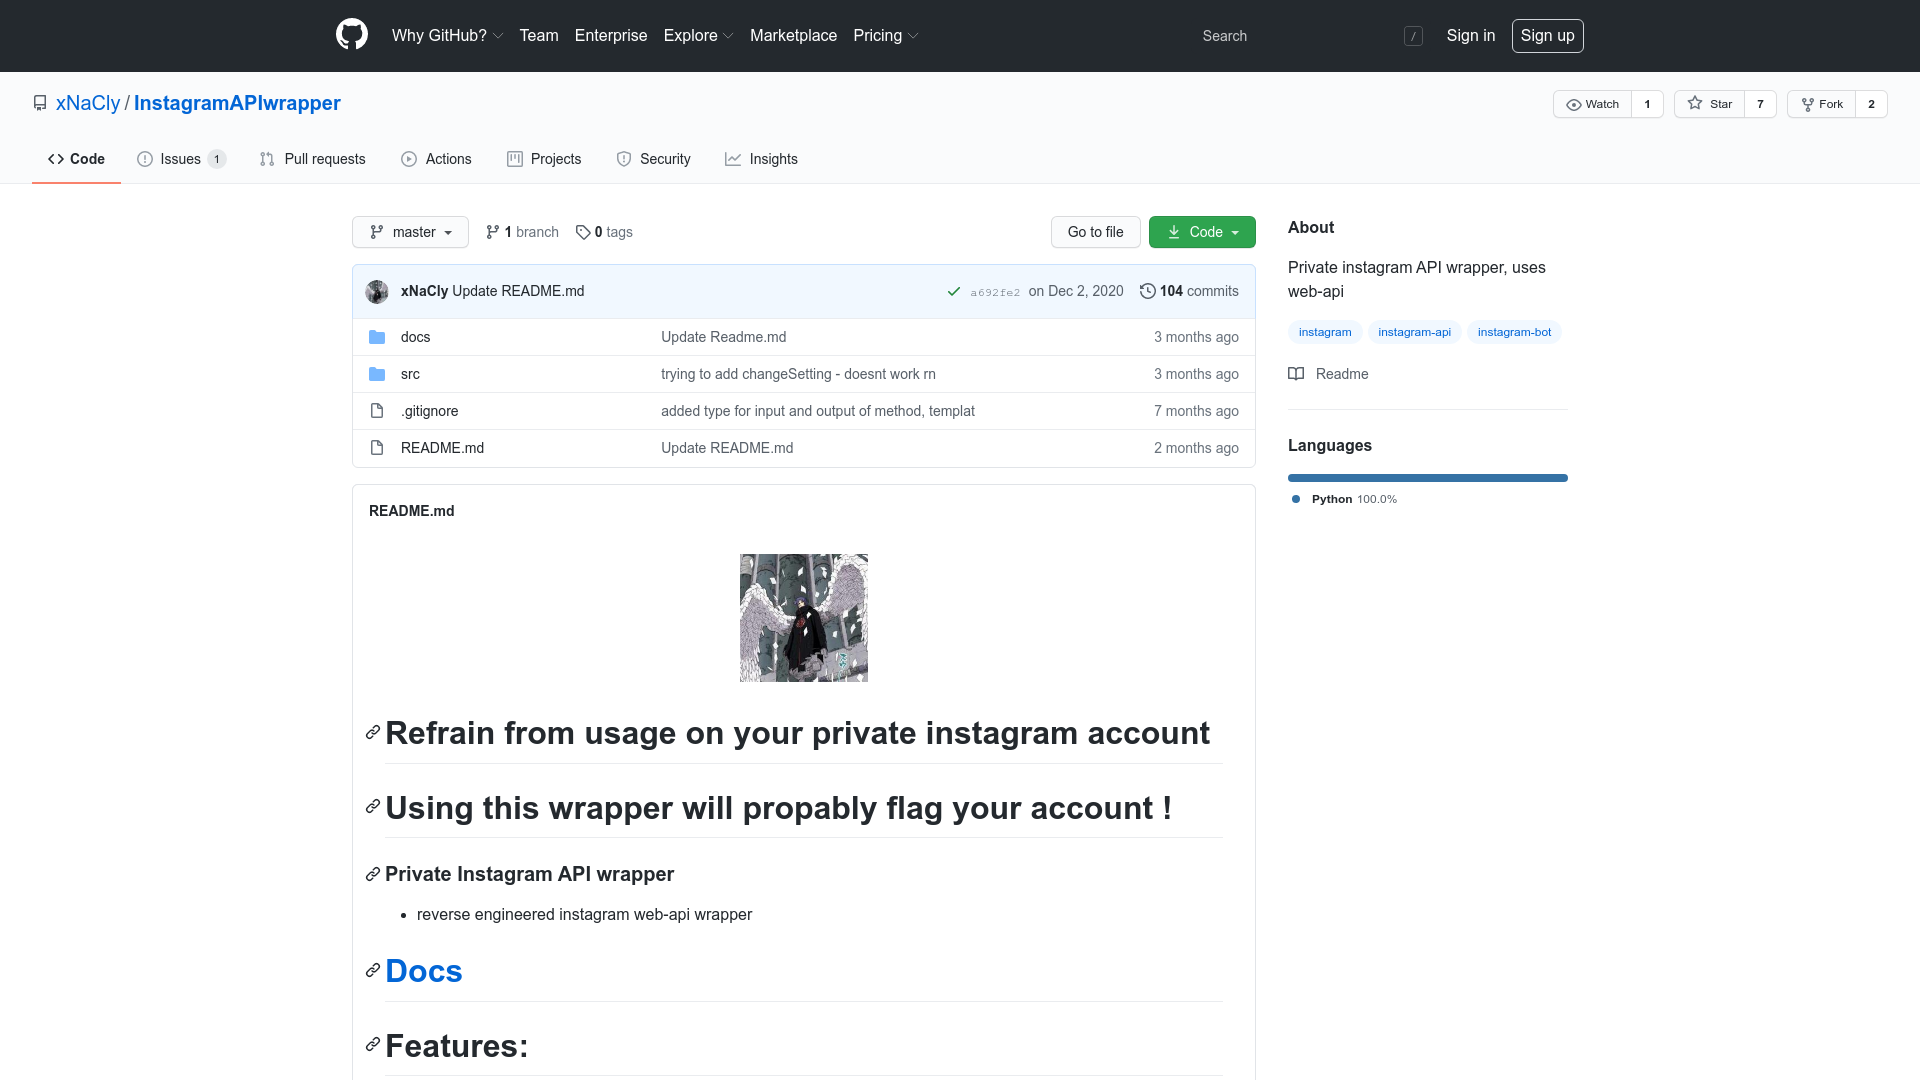 Why GitHub? Team Enterprise Explore Marketplace Pricing Search / Sign in Sign up
xNaCly / InstagramAPIwrapper Watch 1 Star 7 Fork 2
Code Issues 1 Pull requests Actions Projects Security Insights
master 1 branch 0 tags Go to file Code
xNaCly Update README.md a692fe2 on Dec 2, 2020 104 commits
docs Update Readme.md 3 months ago
src trying to add changeSetting - doesnt work rn 3 months ago
.gitignore added type for input and output of method, templat 7 months ago
README.md Update README.md 2 months ago
README.md
Refrain from usage on your private instagram account
Using this wrapper will propably flag your account !
Private Instagram API wrapper
• reverse engineered instagram web-api wrapper
Docs
Features:
About
Private instagram API wrapper, uses
web-api
instagram instagram-api instagram-bot
Readme
Languages
Python 100.0%